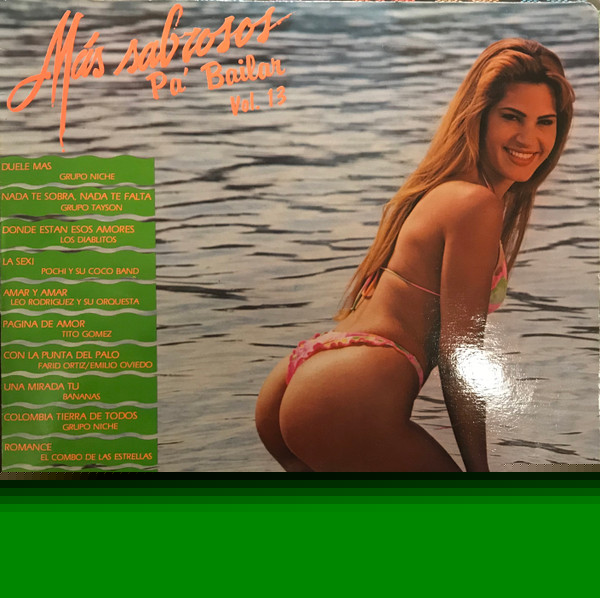 Más sabrosos
Pa' Bailar
Vol. 13
DUELE MAS
GRUPO NICHE
NADA TE SOBRA, NADA TE FALTA
GRUPO TAYSON
DONDE ESTAN ESOS AMORES
LOS DIABLITOS
LA SEXI
POCHI Y SU COCO BAND
AMAR Y AMAR
LEO RODRIGUEZ Y SU ORQUESTA
PAGINA DE AMOR
TITO GOMEZ
CON LA PUNTA DEL PALO
FARID ORTIZ/EMILIO OVIEDO
UNA MIRADA TU
BANANAS
COLOMBIA TIERRA DE TODOS
GRUPO NICHE
ROMANCE
EL COMBO DE LAS ESTRELLAS